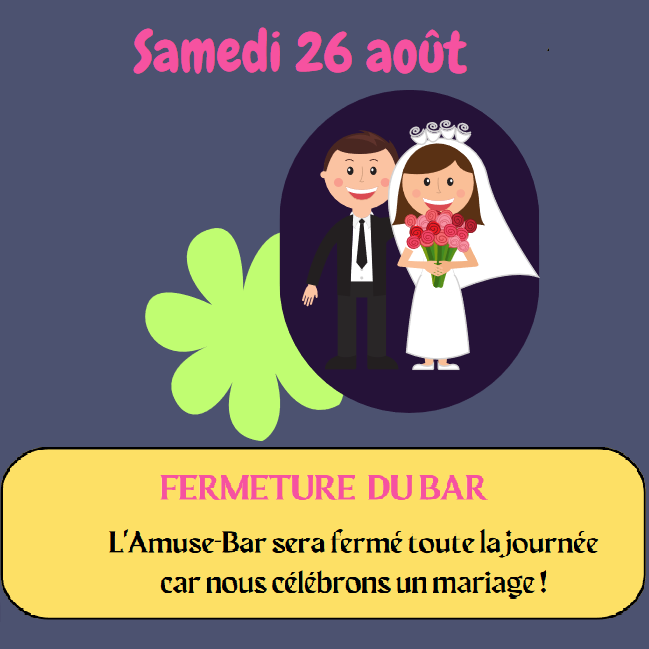 Samedi 26 août
FERMETURE DU BAR
L'Amuse-Bar sera fermé toute la journée
car nous célébrons un mariage !